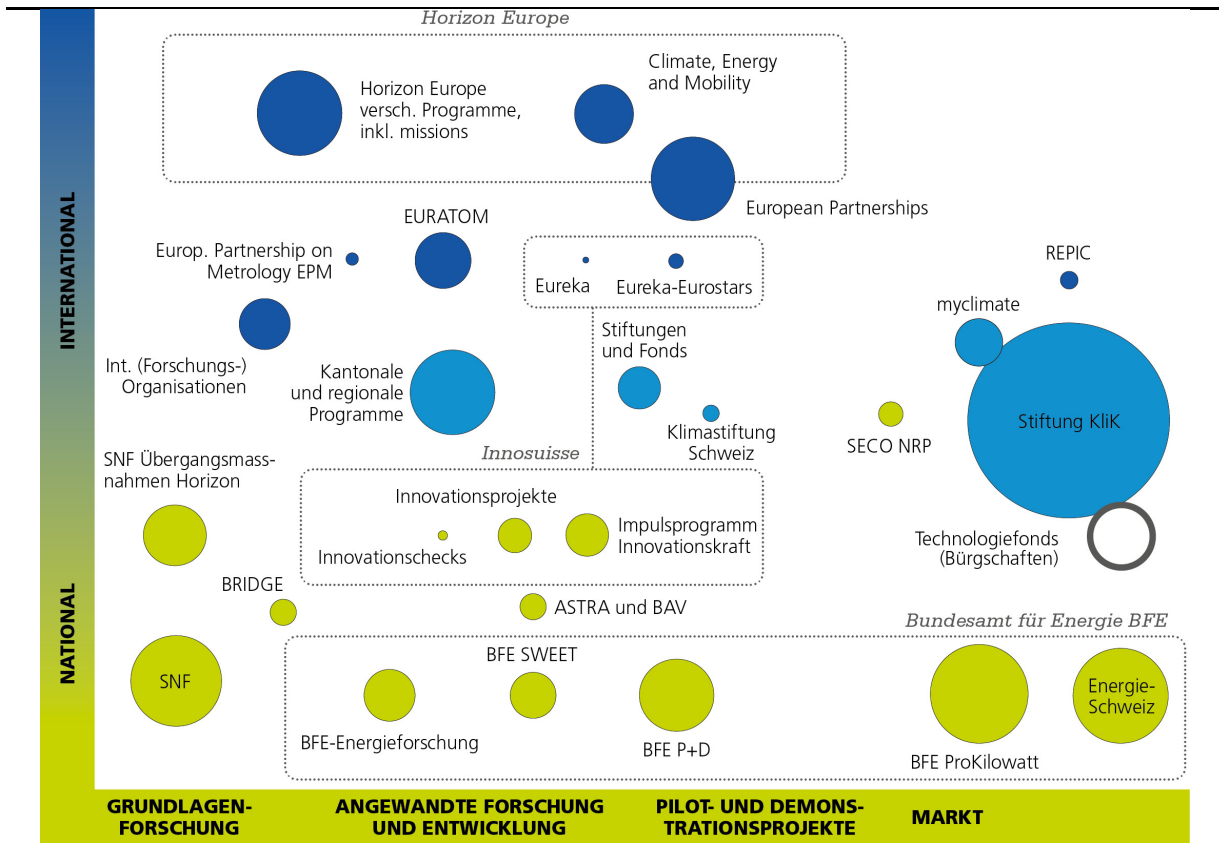 Horizon Europe
Climate, Energy
and Mobility
Horizon Europe
versch. Programme,
inkl. missions
European Partnerships
EURATOM
Europ. Partnership on
Metrology EPM
Eureka
Eureka-Eurostars
REPIC
myclimate
Int. (Forschungs-)
Organisationen
Kantonale
und regionale
Programme
Stiftungen
und Fonds
Klimastiftung
Schweiz
SECO NRP
Stiftung KliK
Innosuisse
SNF Übergangsmass-
nahmen Horizon
Innovationsprojekte
Innovationschecks
Impulsprogramm
Innovationskraft
Technologiefonds
(Bürgschaften)
BRIDGE
ASTRA und BAV
Bundesamt für Energie BFE
SNF
BFE SWEET
BFE-Energieforschung
BFE P+D
BFE ProKilowatt
Energie-
Schweiz
INTERNATIONAL
NATIONAL
GRUNDLAGEN-
FORSCHUNG
ANGEWANDTE FORSCHUNG
UND ENTWICKLUNG
PILOT- UND DEMONS-
TRATIONSPROJEKTE
MARKT